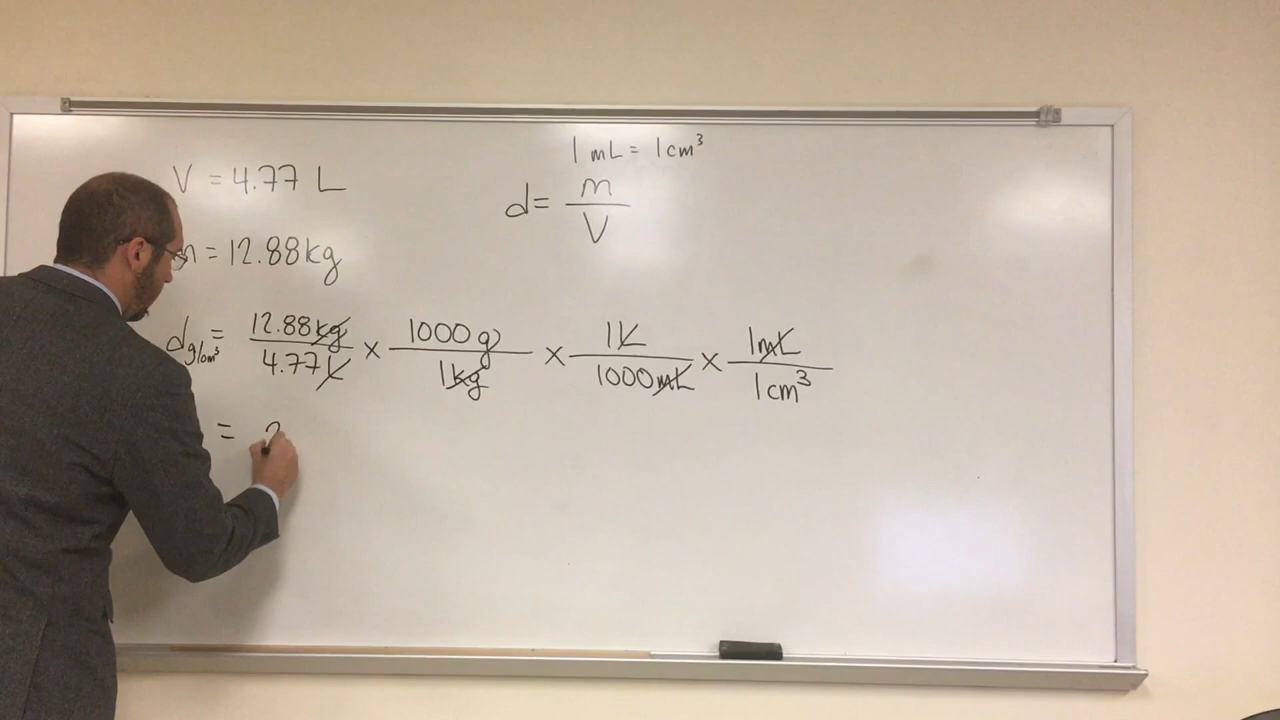 1 mL = 1 cm³
V = 4.77 L
d = m / V
= 12.88 kg
d g/cm³ = 12.88 kg / 4.77 L × 1000 g / 1 kg × 1 L / 1000 mL × 1 mL / 1 cm³
=